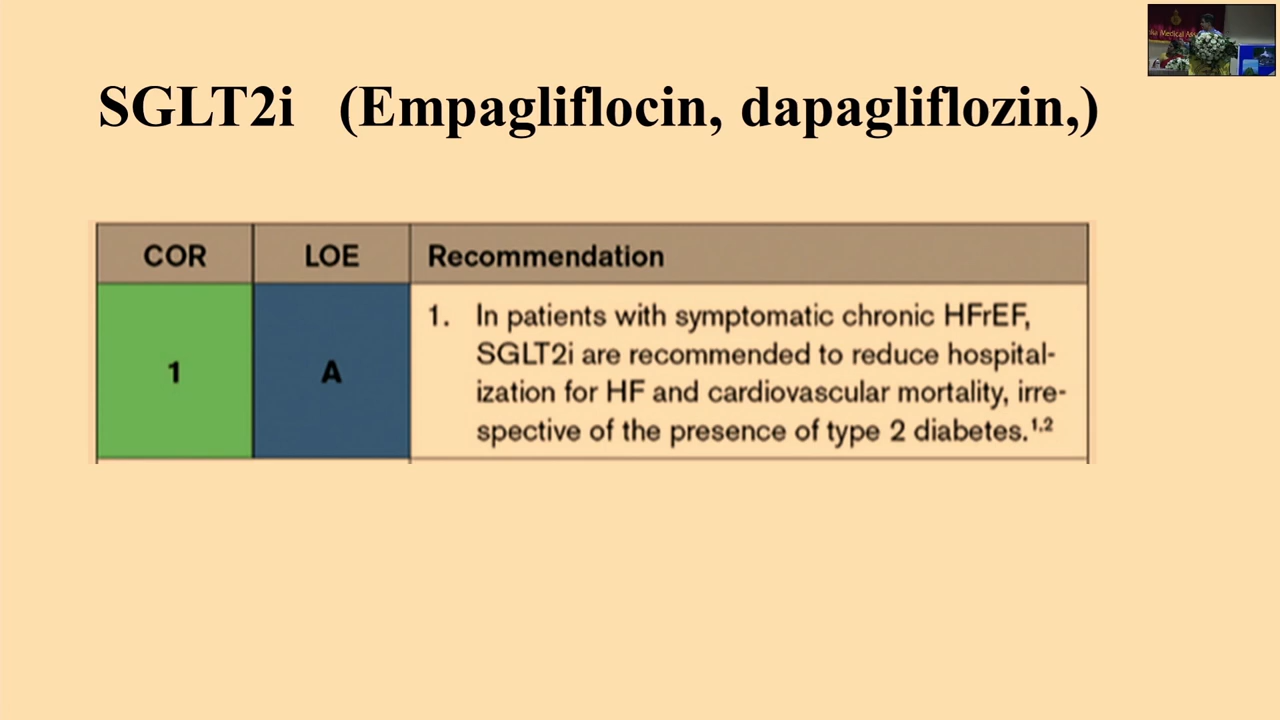 SGLT2i (Empagliflocin, dapagliflozin,)
COR LOE Recommendation
1 A
1. In patients with symptomatic chronic HFrEF,
SGLT2i are recommended to reduce hospital-
ization for HF and cardiovascular mortality, irre-
spective of the presence of type 2 diabetes.1,2
Medical